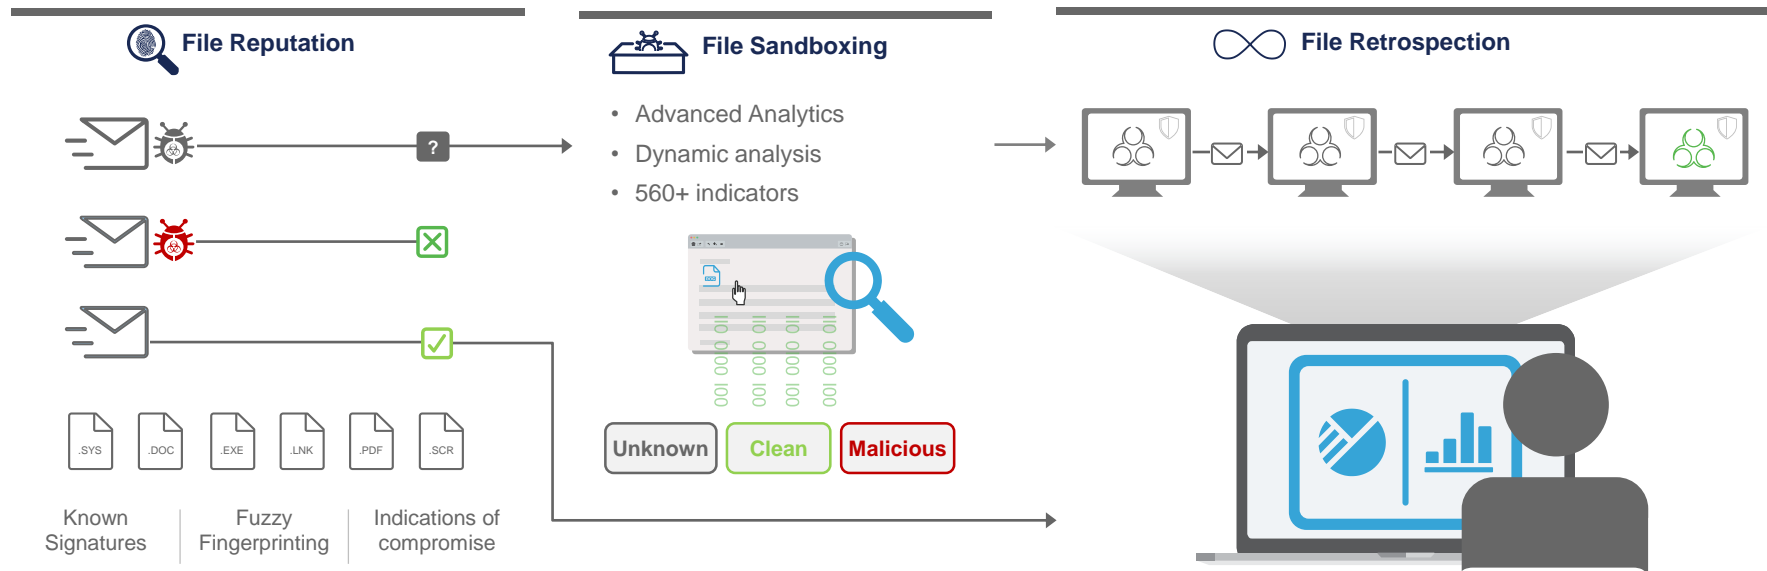 File Reputation
?
.SYS
.DOC
.EXE
.LNK
.PDF
.SCR
Known
Signatures
Fuzzy
Fingerprinting
Indications of
compromise
File Sandboxing
• Advanced Analytics
• Dynamic analysis
• 560+ indicators
Unknown
Clean
Malicious
File Retrospection